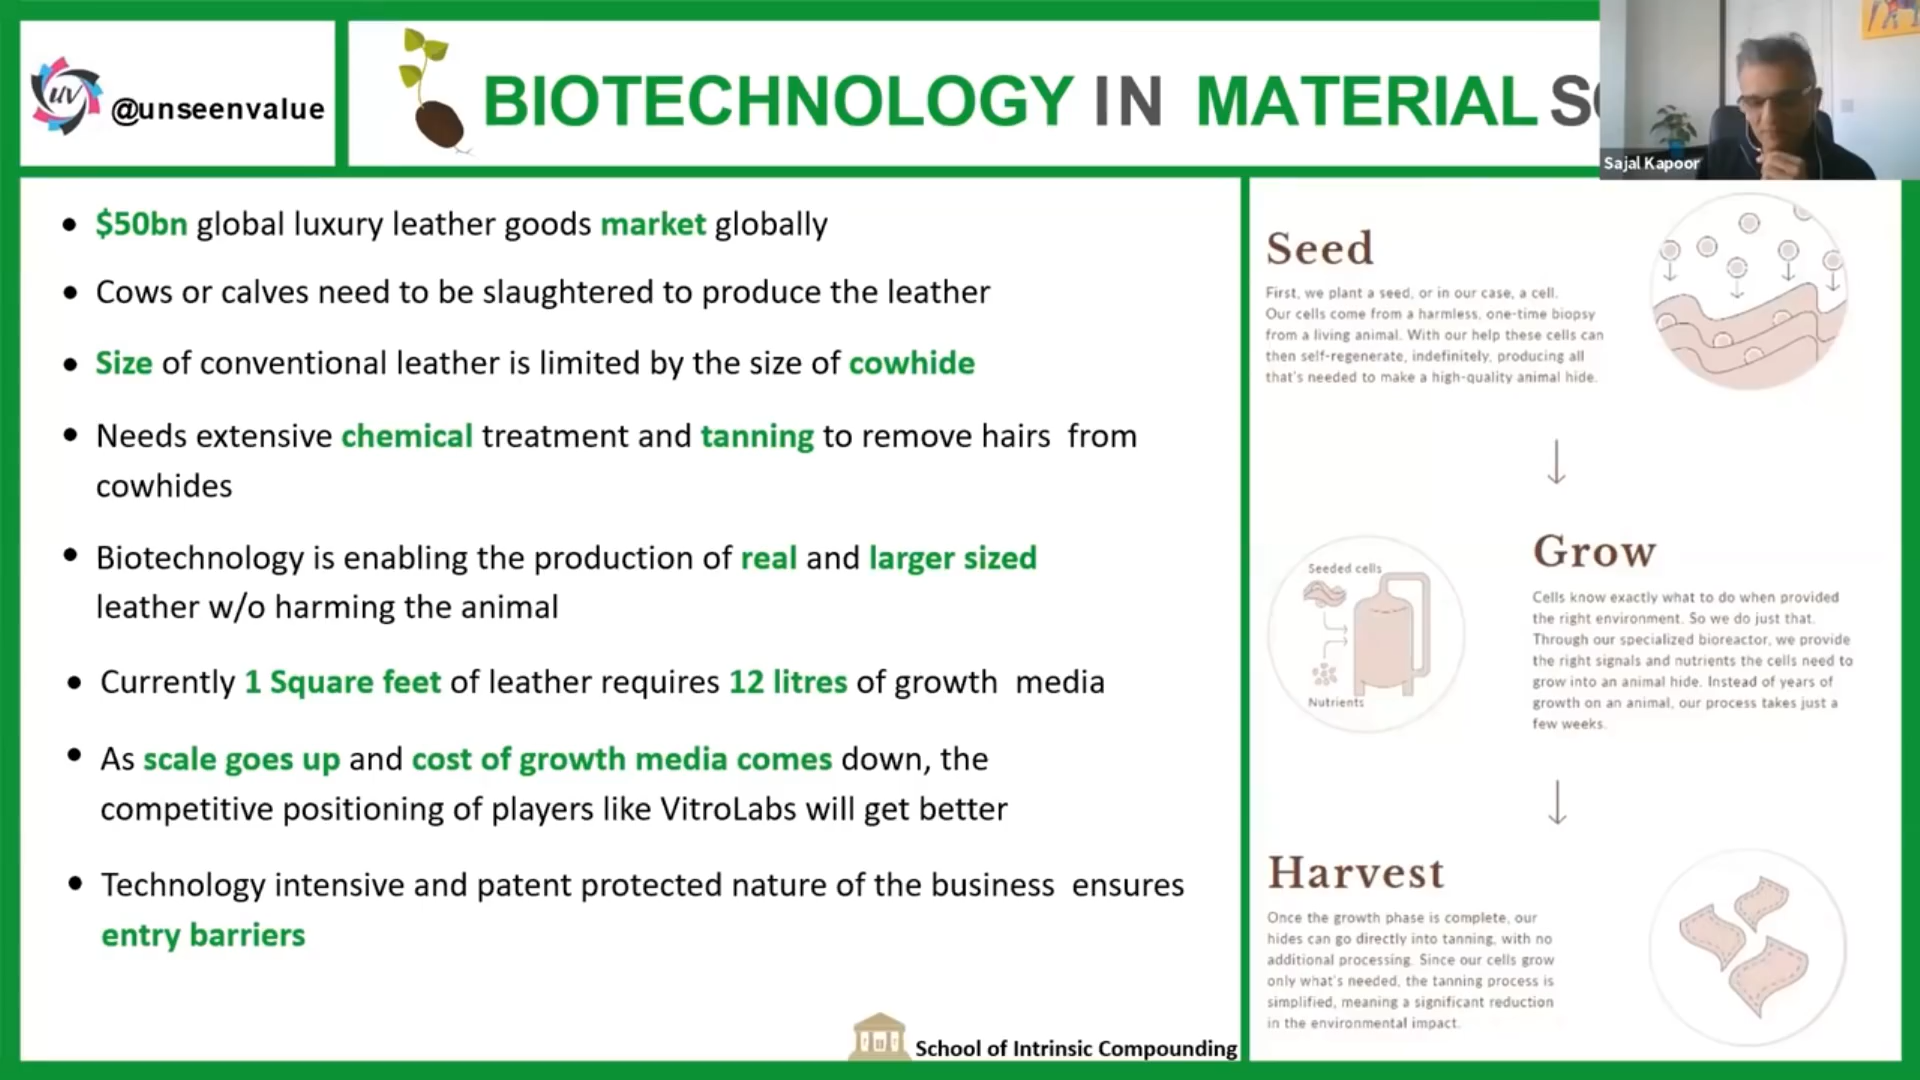 @unseenvalue
BIOTECHNOLOGY IN MATERIAL
Sajal Kapoor
• $50bn global luxury leather goods market globally
• Cows or calves need to be slaughtered to produce the leather
• Size of conventional leather is limited by the size of cowhide
• Needs extensive chemical treatment and tanning to remove hairs from
cowhides
• Biotechnology is enabling the production of real and larger sized
leather w/o harming the animal
• Currently 1 Square feet of leather requires 12 litres of growth media
• As scale goes up and cost of growth media comes down, the
competitive positioning of players like VitroLabs will get better
• Technology intensive and patent protected nature of the business ensures
entry barriers
School of Intrinsic Compounding
Seed
First, we plant a seed, or in our case, a cell.
Our cells come from a harmless, one-time biopsy
from a living animal. With our help these cells can
then self-regenerate, indefinitely, producing all
that's needed to make a high-quality animal hide.
Seeded cells
Nutrients
Grow
Cells know exactly what to do when provided
the right environment. So we do just that.
Through our specialized bioreactor, we provide
the right signals and nutrients the cells need to
grow into an animal hide. Instead of years of
growth on an animal, our process takes just a
few weeks.
Harvest
Once the growth phase is complete, our
hides can go directly into tanning, with no
additional processing. Since our cells grow
only what's needed, the tanning process is
simplified, meaning a significant reduction
in the environmental impact.